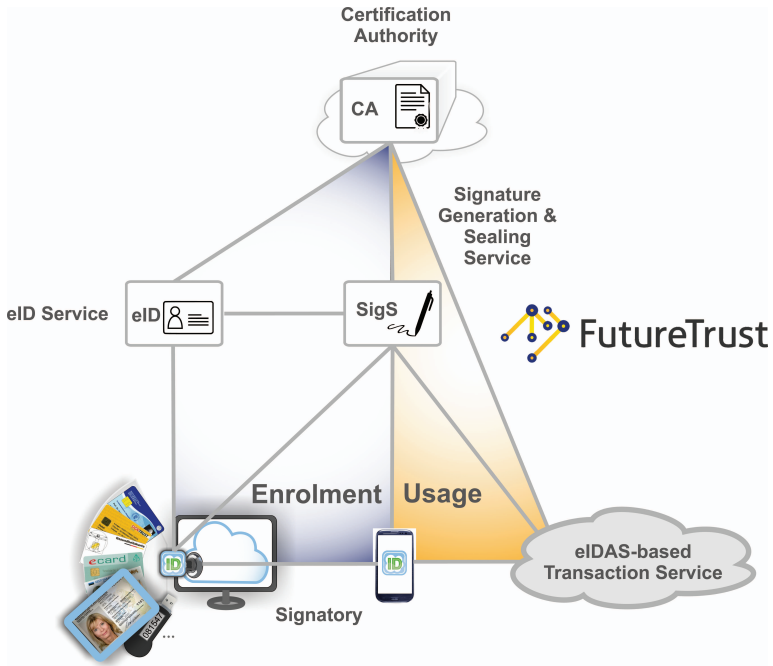 Certification
Authority
CA
Signature
Generation &
Sealing
Service
eID Service
eID
SigS
FutureTrust
Enrolment
Usage
ecard
ID
ID
081547
...
Signatory
eIDAS-based
Transaction Service